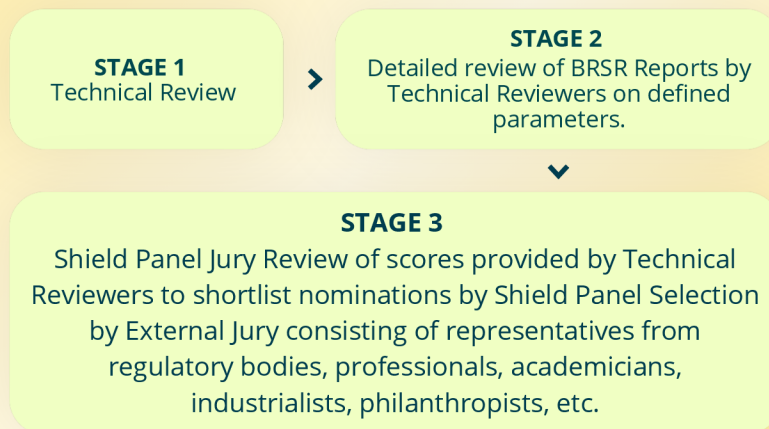 STAGE 1
Technical Review
STAGE 2
Detailed review of BRSR Reports by
Technical Reviewers on defined
parameters.
STAGE 3
Shield Panel Jury Review of scores provided by Technical
Reviewers to shortlist nominations by Shield Panel Selection
by External Jury consisting of representatives from
regulatory bodies, professionals, academicians,
industrialists, philanthropists, etc.